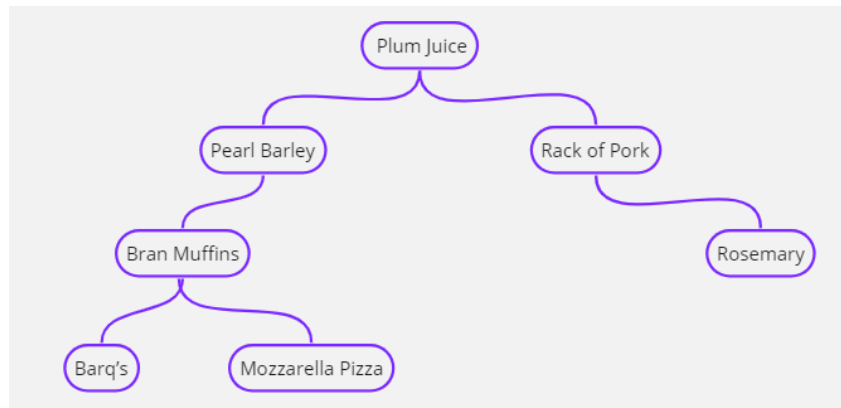 Plum Juice
Pearl Barley
Rack of Pork
Bran Muffins
Rosemary
Barq’s
Mozzarella Pizza